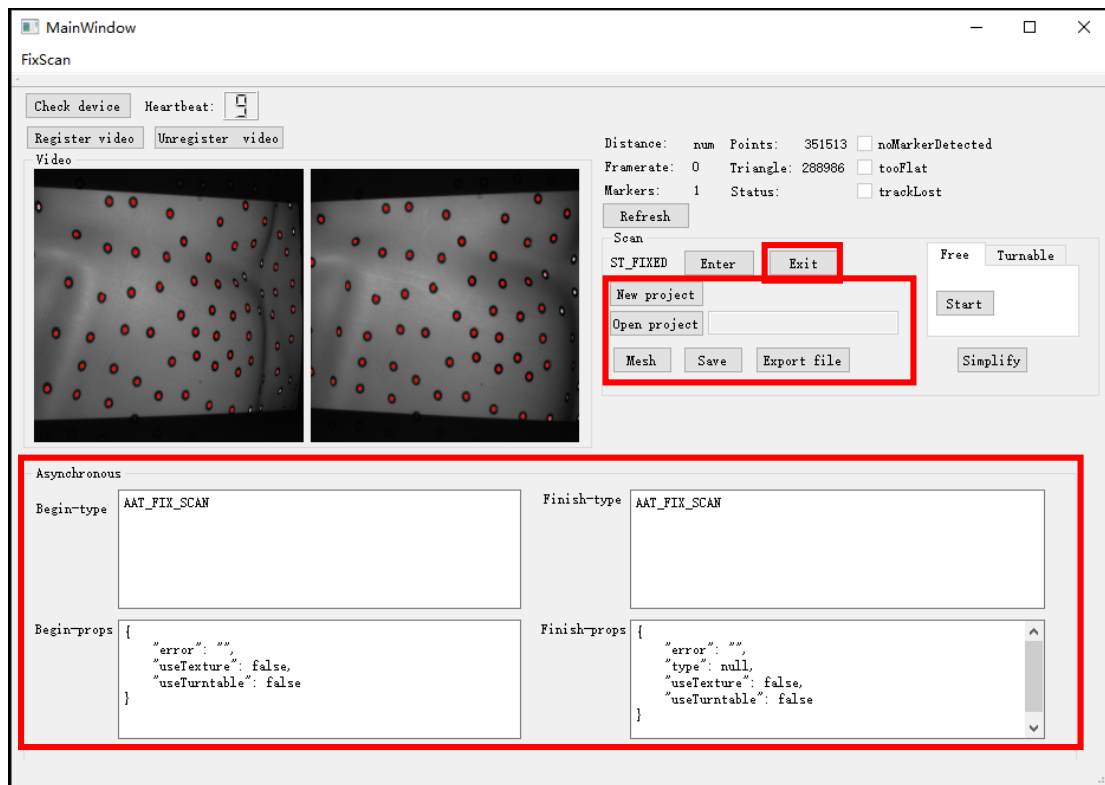 MainWindow
FixScan
Check device Heartbeat: 9
Register video Unregister video
Video
Distance: num Points: 351513 noMarkerDetected
Framerate: 0 Triangle: 288986 tooFlat
Markers: 1 Status: trackLost
Refresh
Scan
ST_FIXED Enter Exit
Free Turnable
New project
Start
Open project
Mesh Save Export file Simplify
Asynchronous
Begin-type AAT_FIX_SCAN
Finish-type AAT_FIX_SCAN
Begin-props {
"error": "",
"useTexture": false,
"useTurntable": false
}
Finish-props {
"error": "",
"type": null,
"useTexture": false,
"useTurntable": false
}